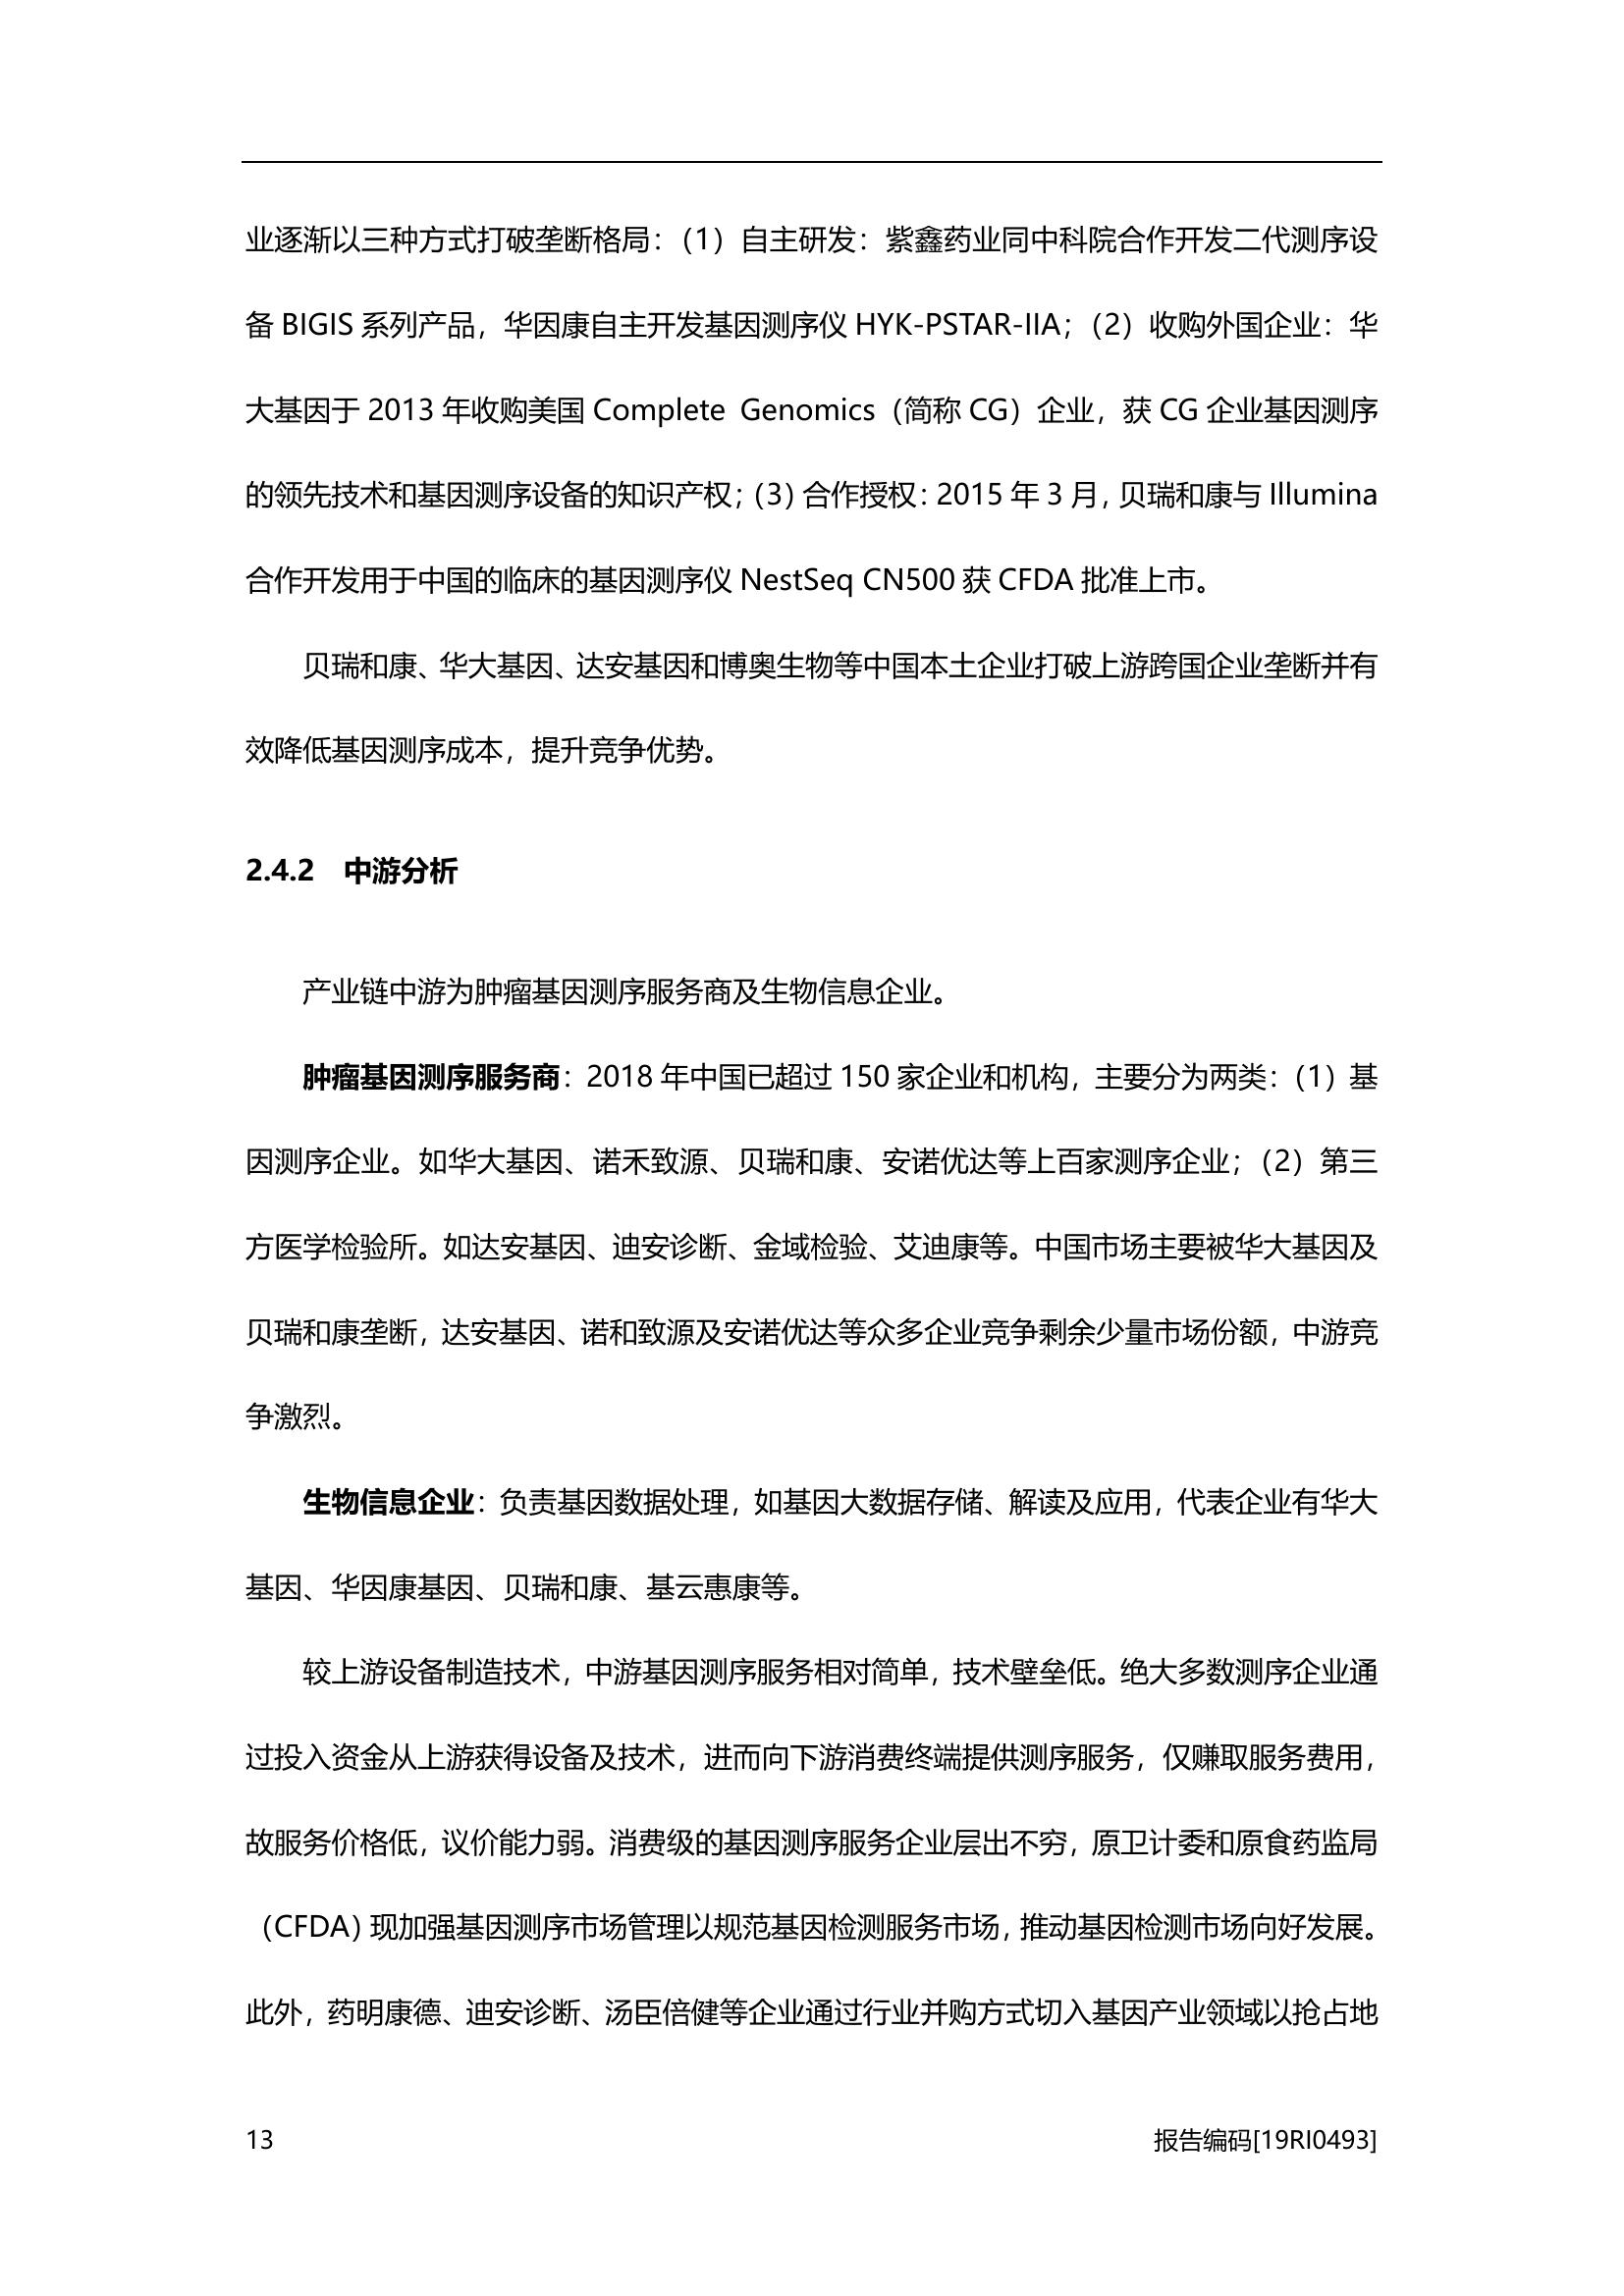 业逐渐以三种方式打破垄断格局：（1）自主研发：紫鑫药业同中科院合作开发二代测序设
备 BIGIS 系列产品，华因康自主开发基因测序仪 HYK-PSTAR-IIA；（2）收购外国企业：华
大基因于 2013 年收购美国 Complete Genomics（简称 CG）企业，获 CG 企业基因测序
的领先技术和基因测序设备的知识产权；（3）合作授权：2015 年 3 月，贝瑞和康与 Illumina
合作开发用于中国的临床的基因测序仪 NestSeq CN500 获 CFDA 批准上市。
贝瑞和康、华大基因、达安基因和博奥生物等中国本土企业打破上游跨国企业垄断并有
效降低基因测序成本，提升竞争优势。
2.4.2 中游分析
产业链中游为肿瘤基因测序服务商及生物信息企业。
肿瘤基因测序服务商：2018 年中国已超过 150 家企业和机构，主要分为两类：（1）基
因测序企业。如华大基因、诺禾致源、贝瑞和康、安诺优达等上百家测序企业；（2）第三
方医学检验所。如达安基因、迪安诊断、金域检验、艾迪康等。中国市场主要被华大基因及
贝瑞和康垄断，达安基因、诺和致源及安诺优达等众多企业竞争剩余少量市场份额，中游竞
争激烈。
生物信息企业：负责基因数据处理，如基因大数据存储、解读及应用，代表企业有华大
基因、华因康基因、贝瑞和康、基云惠康等。
较上游设备制造技术，中游基因测序服务相对简单，技术壁垒低。绝大多数测序企业通
过投入资金从上游获得设备及技术，进而向下游消费终端提供测序服务，仅赚取服务费用，
故服务价格低，议价能力弱。消费级的基因测序服务企业层出不穷，原卫计委和原食药监局
（CFDA）现加强基因测序市场管理以规范基因检测服务市场，推动基因检测市场向好发展。
此外，药明康德、迪安诊断、汤臣倍健等企业通过行业并购方式切入基因产业领域以抢占地
13
报告编码[19RI0493]